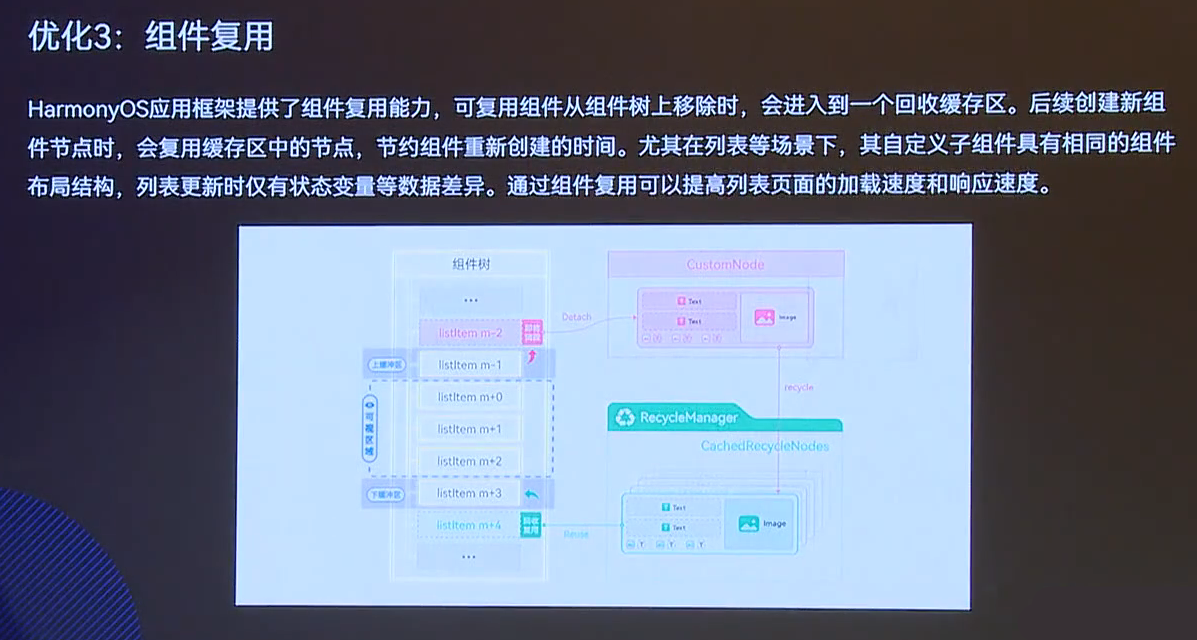 优化3：组件复用
HarmonyOS应用框架提供了组件复用能力，可复用组件从组件树上移除时，会进入到一个回收缓存区。后续创建新组
件节点时，会复用缓存区中的节点，节约组件重新创建的时间。尤其在列表等场景下，其自定义子组件具有相同的组件
布局结构，列表更新时仅有状态变量等数据差异。通过组件复用可以提高列表页面的加载速度和响应速度。
组件树
...
listItem m-2
上缓冲区
listItem m-1
listItem m+0
listItem m+1
listItem m+2
下缓冲区
listItem m+3
listItem m+4
回收
复用
...
Detach
CustomNode
Text
Text
Image
recycle
RecycleManager
CachedRecycleNodes
Text
Text
Image
Reuse